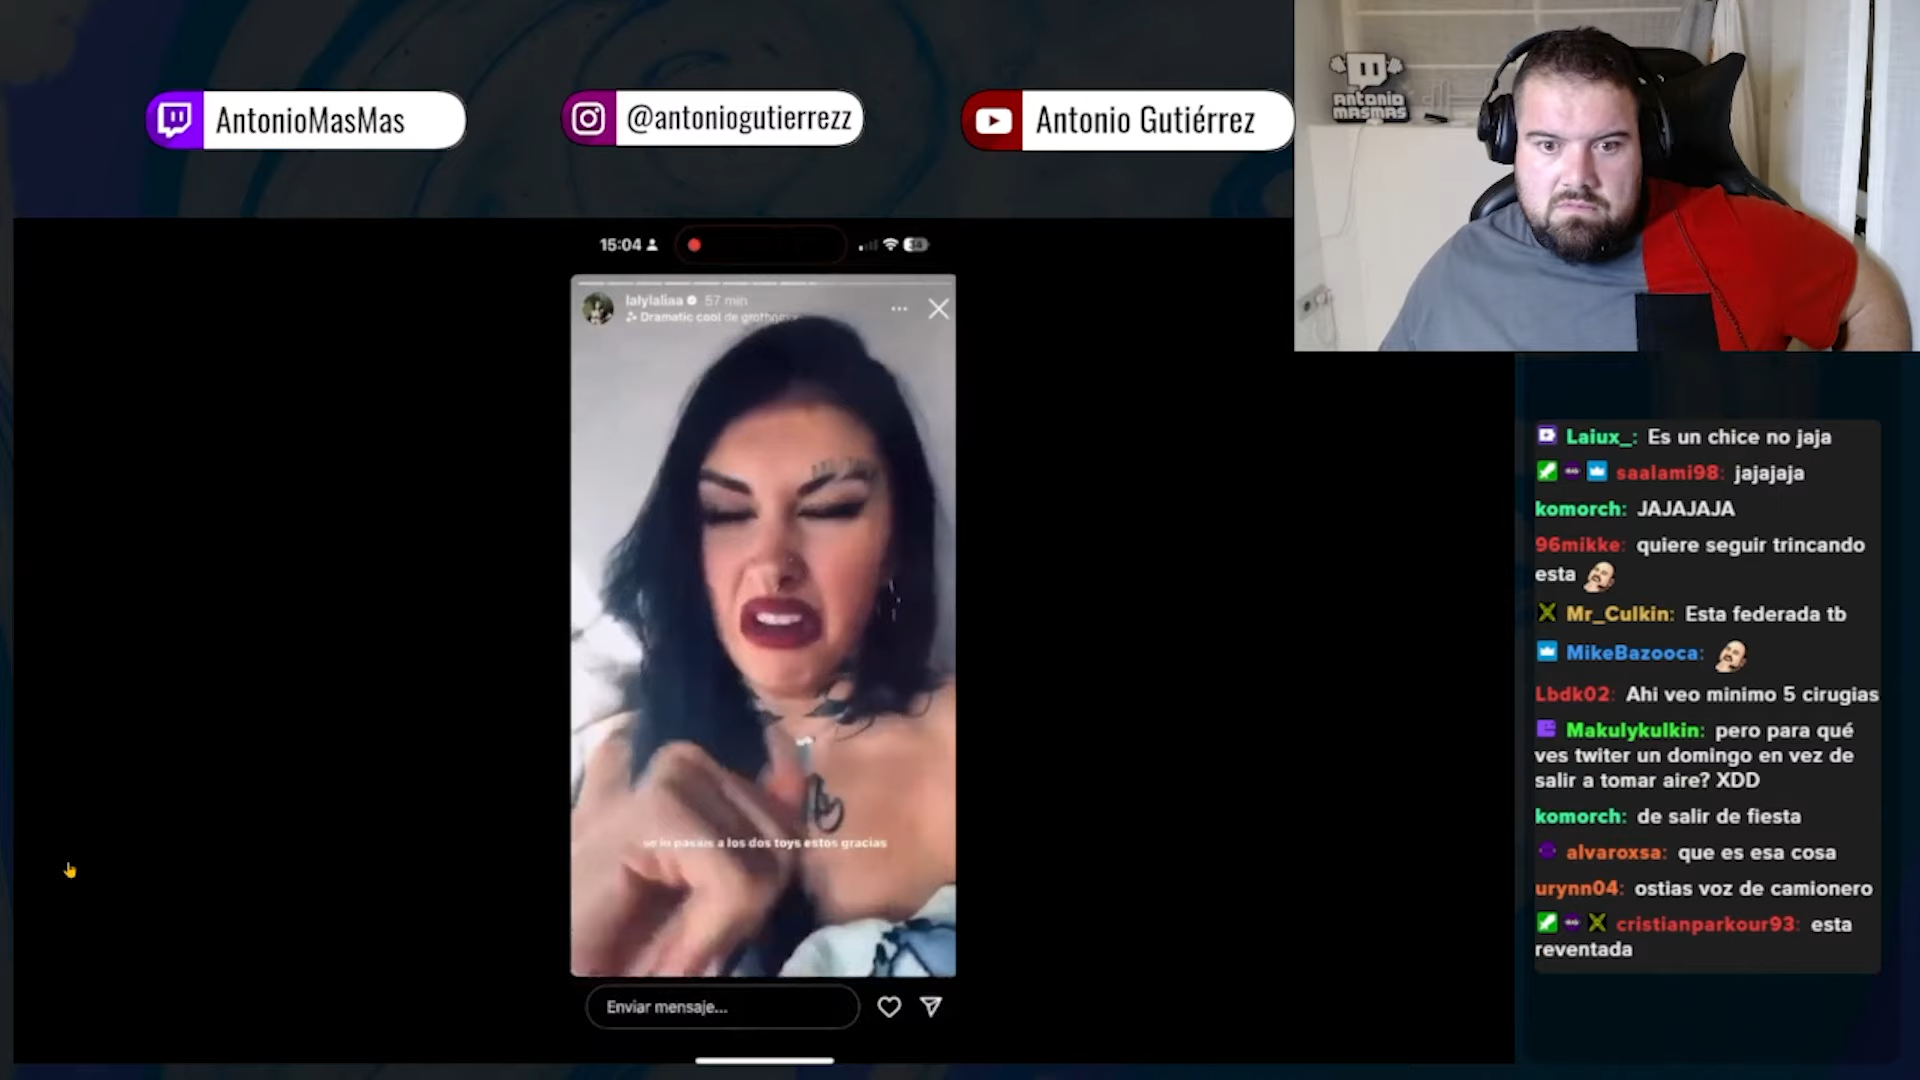 AntonioMasMas
@antoniogutierrezz
Antonio Gutiérrez
ANTONIO
MASMAS
15:04
lalylaliaa 57 min
Dramatic cool de
se lo pasais a los dos toys estos gracias
Enviar mensaje...
Laiux_: Es un chice no jaja
saalami98: jajajaja
komorch: JAJAJAJA
96mikke: quiere seguir trincando
esta
Mr_Culkin: Esta federada tb
MikeBazooca:
Lbdk02: Ahi veo minimo 5 cirugias
Makulykulkin: pero para qué
ves twiter un domingo en vez de
salir a tomar aire? XDD
komorch: de salir de fiesta
alvaroxsa: que es esa cosa
urynn04: ostias voz de camionero
cristianparkour93: esta
reventada